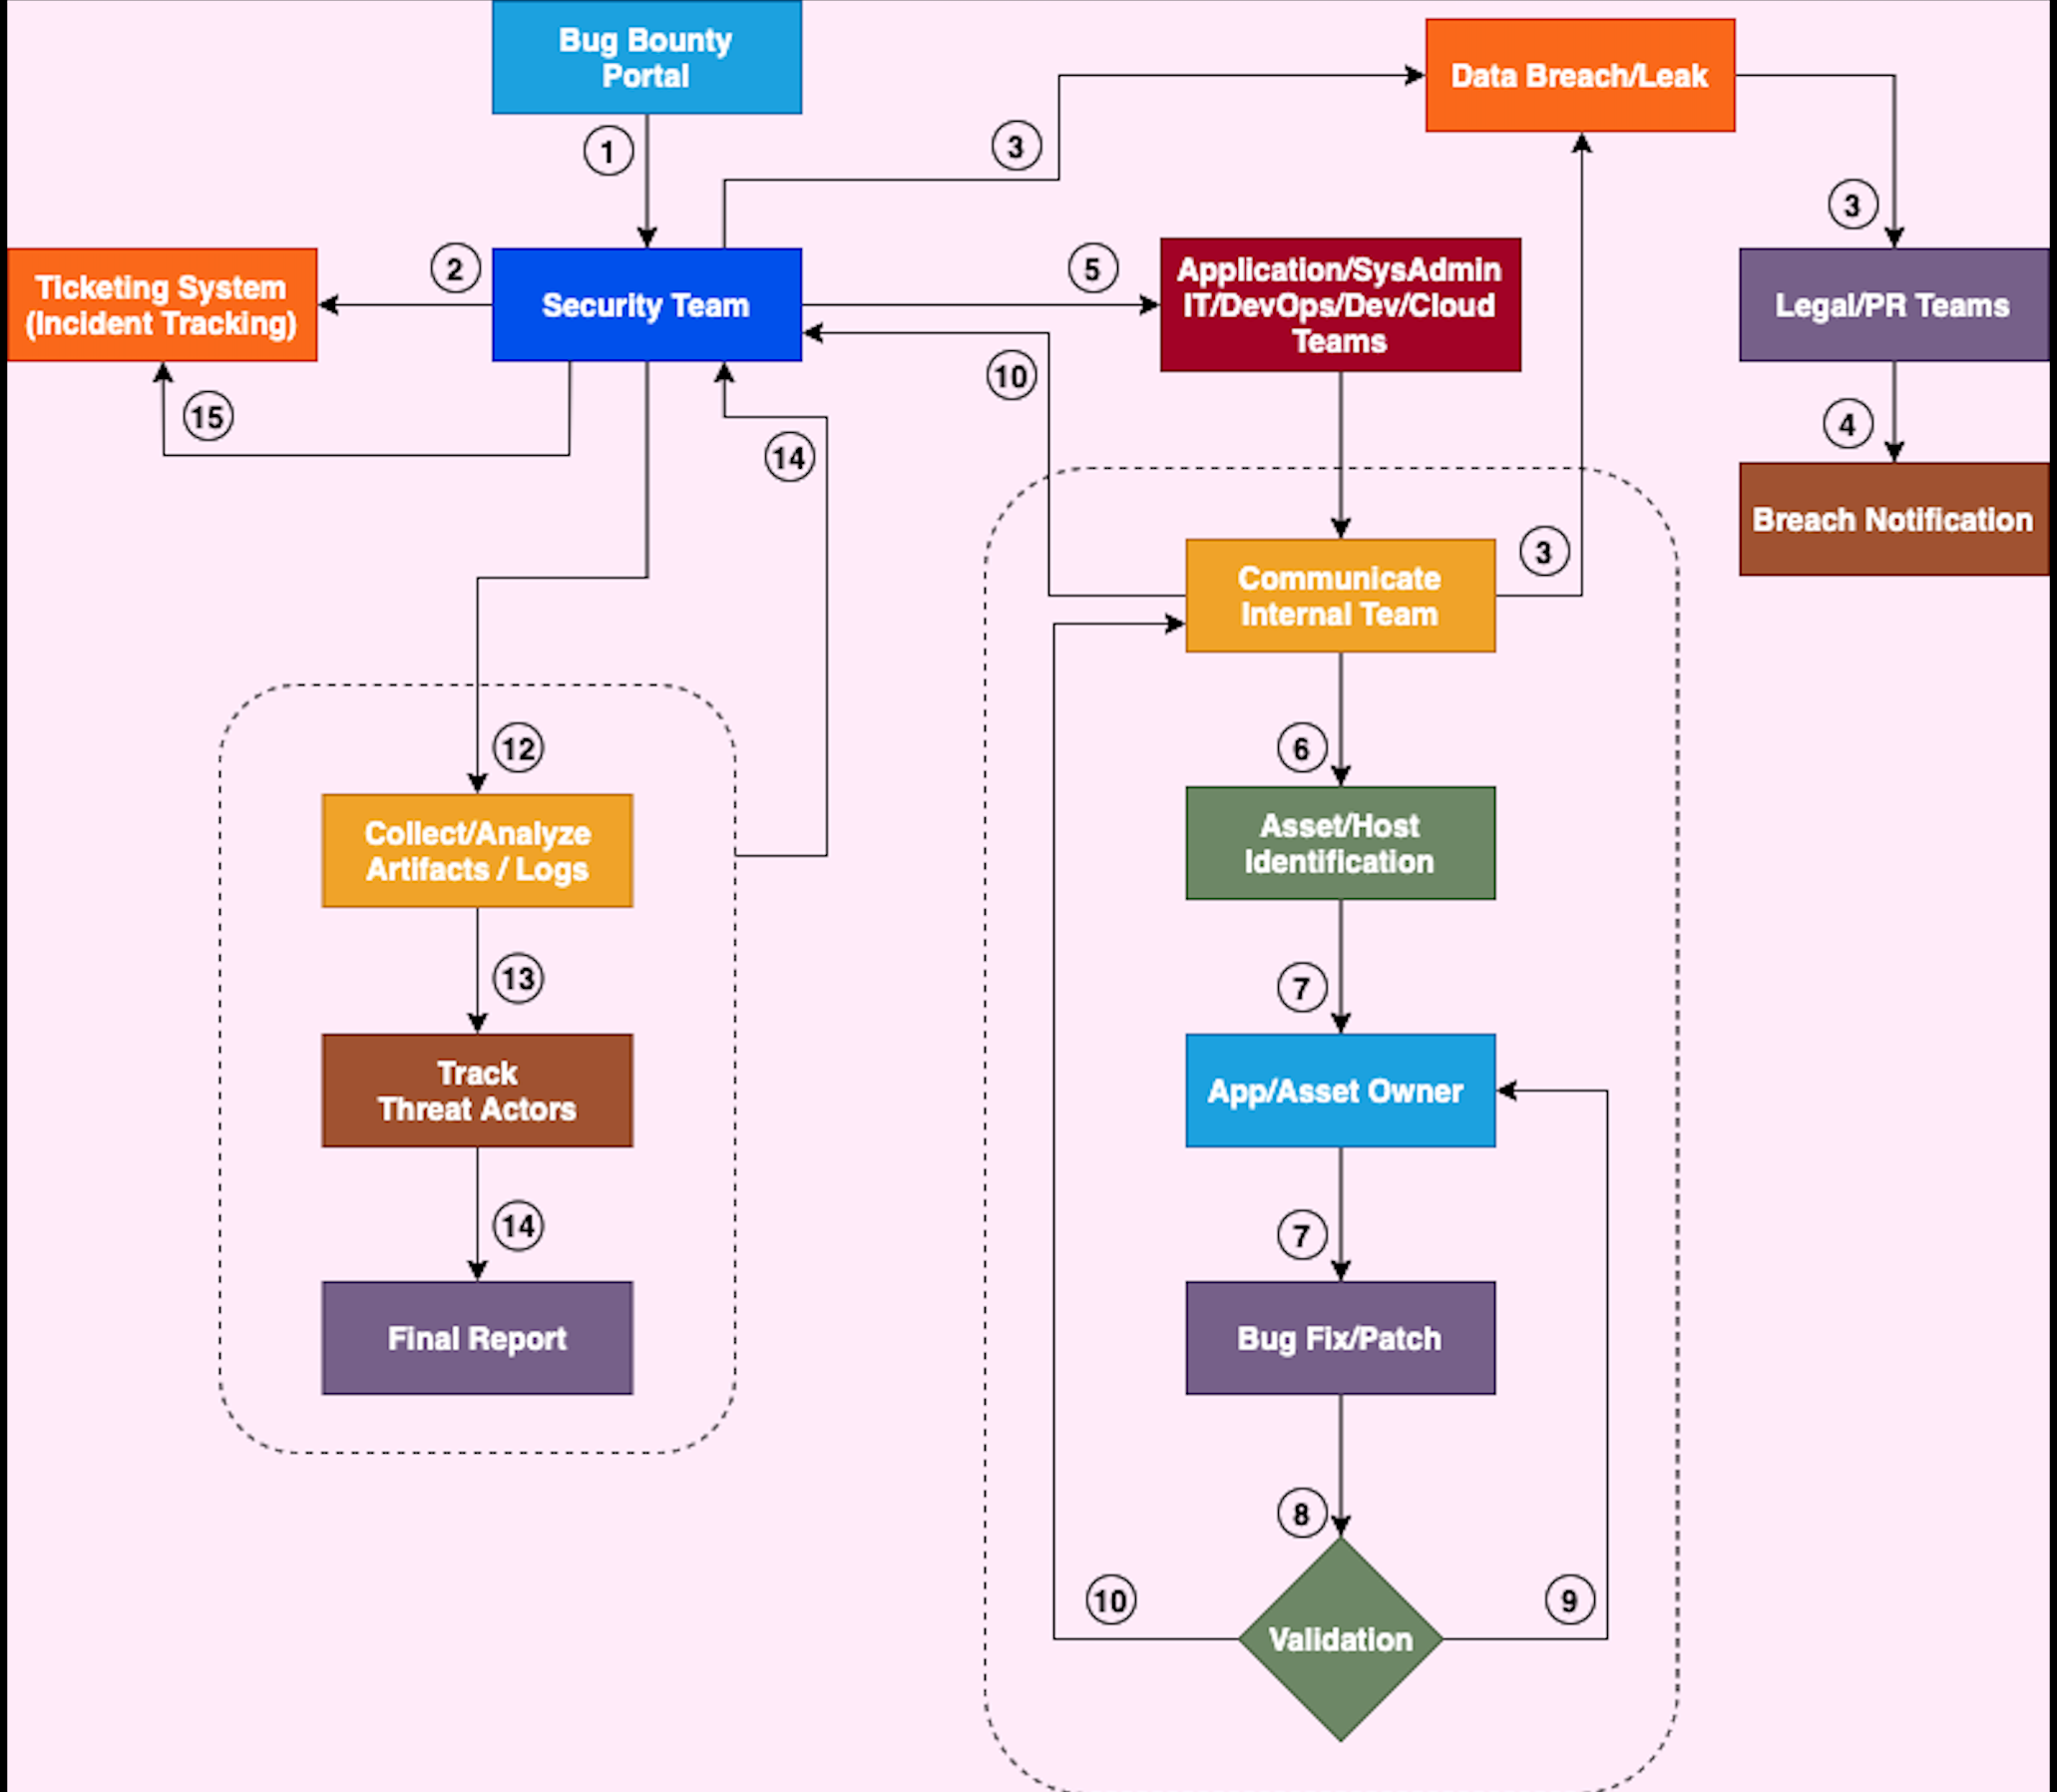 Bug Bounty
Portal
Data Breach/Leak
1
3
3
Ticketing System
(Incident Tracking)
2
Security Team
5
Application/SysAdmin
IT/DevOps/Dev/Cloud
Teams
Legal/PR Teams
10
15
14
4
Breach Notification
Communicate
Internal Team
3
12
6
Collect/Analyze
Artifacts / Logs
Asset/Host
Identification
13
7
Track
Threat Actors
App/Asset Owner
14
7
Final Report
Bug Fix/Patch
8
10
9
Validation